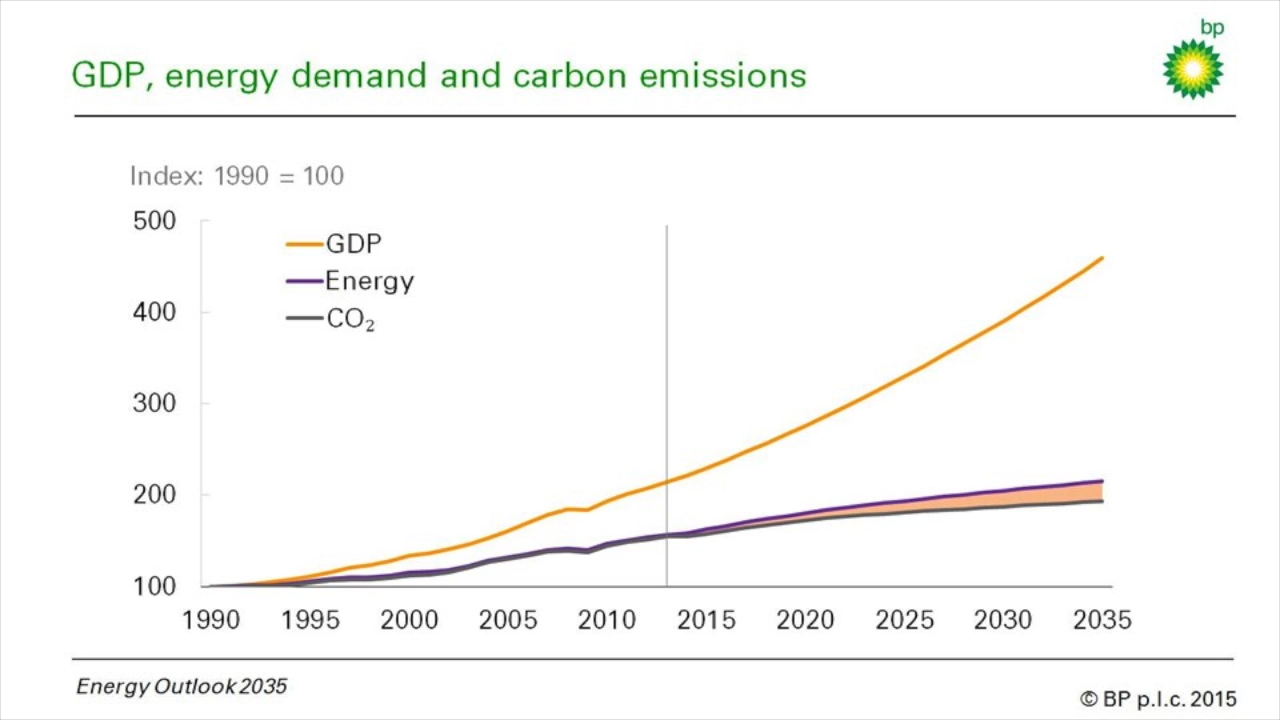 bp
GDP, energy demand and carbon emissions
Index: 1990 = 100
500
GDP
Energy
400
CO₂
300
200
100
1990 1995 2000 2005 2010 2015 2020 2025 2030 2035
Energy Outlook 2035
© BP p.l.c. 2015